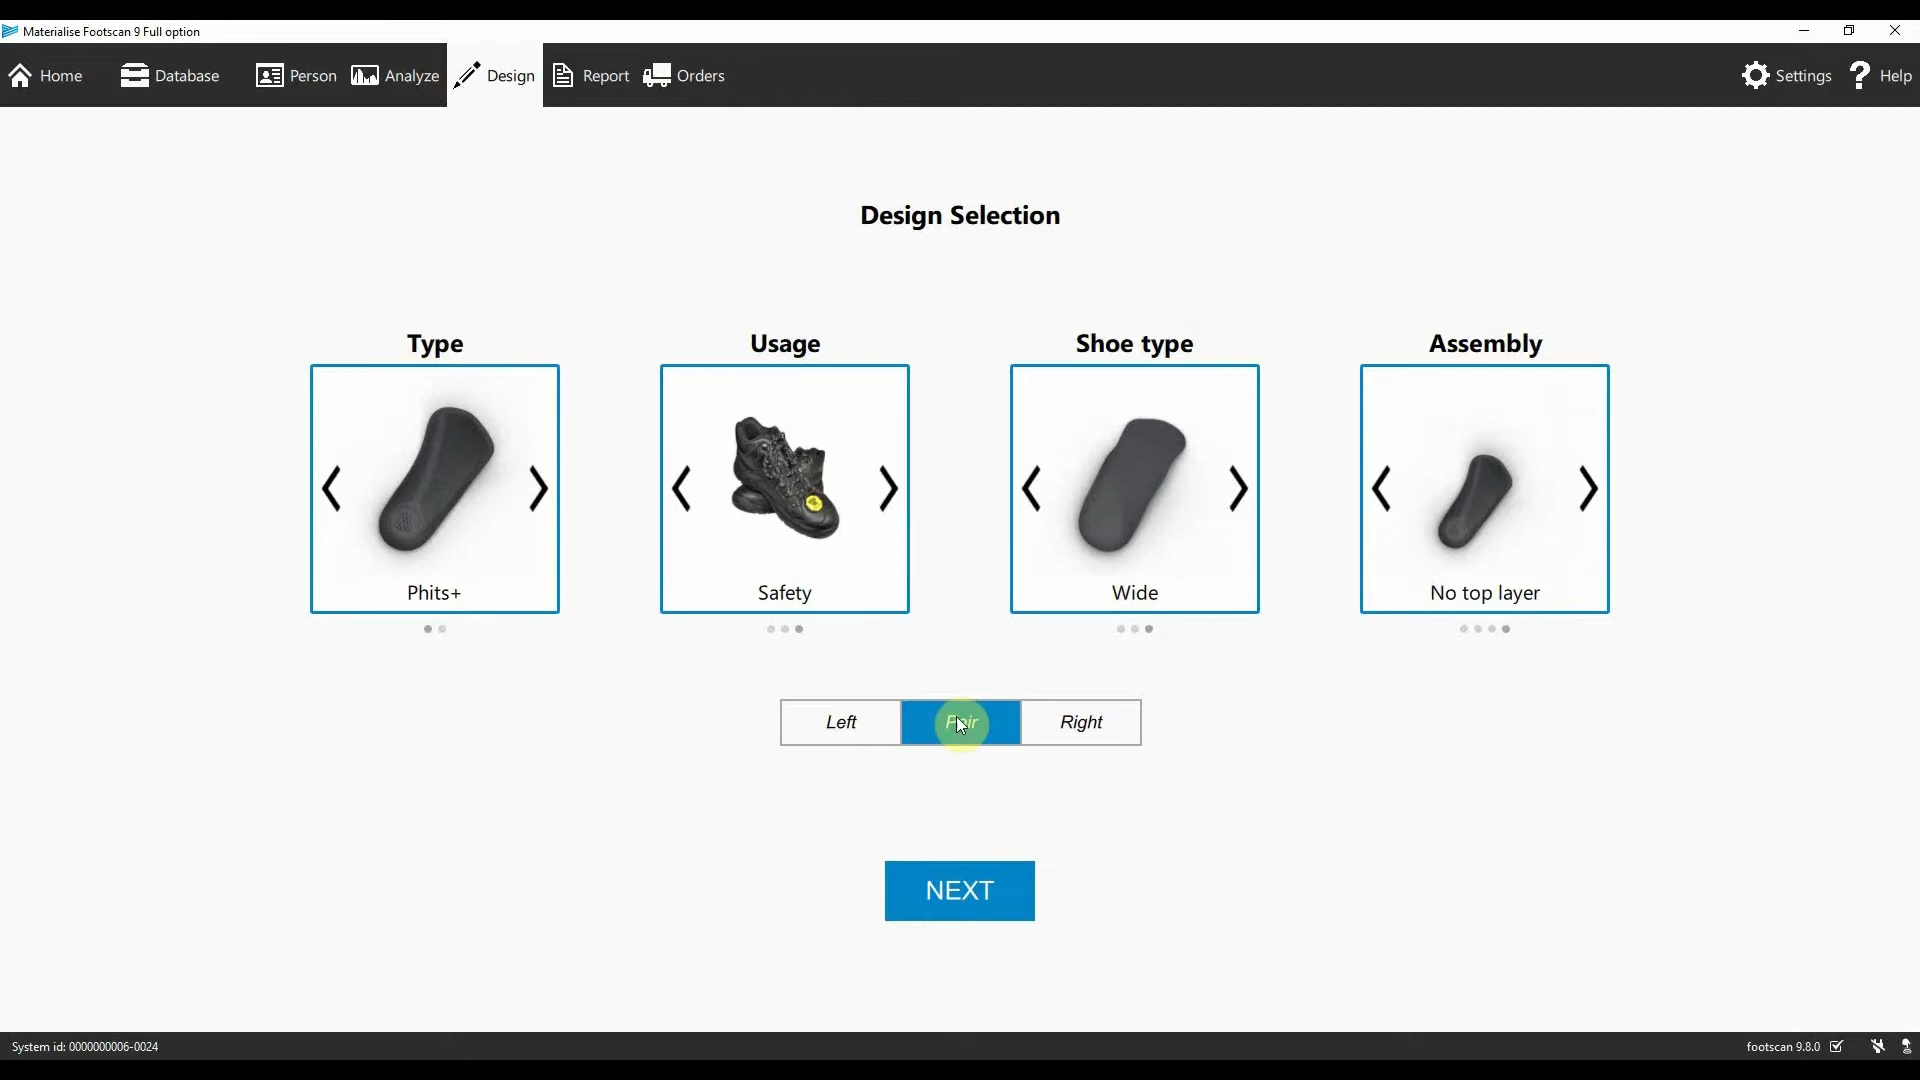 Materialise Footscan 9 Full option
Home Database Person Analyze Design Report Orders Settings Help
Design Selection
Type Usage Shoe type Assembly
Phits+ Safety Wide No top layer
Left Pair Right
NEXT
System id: 0000000006-0024 footscan 9.8.0